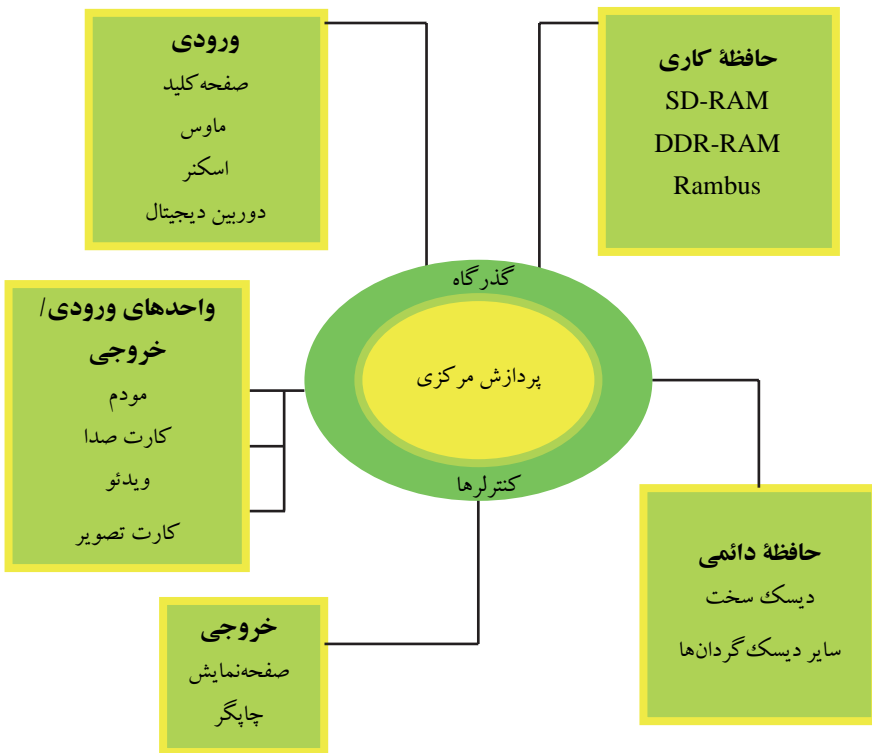 حافظهٔ کاری
SD-RAM
DDR-RAM
Rambus
ورودی
صفحه‌کلید
ماوس
اسکنر
دوربین دیجیتال
گذرگاه
پردازش مرکزی
کنترلرها
واحدهای ورودی/
خروجی
مودم
کارت صدا
ویدئو
کارت تصویر
حافظهٔ دائمی
دیسک سخت
سایر دیسک‌گردان‌ها
خروجی
صفحه‌نمایش
چاپگر